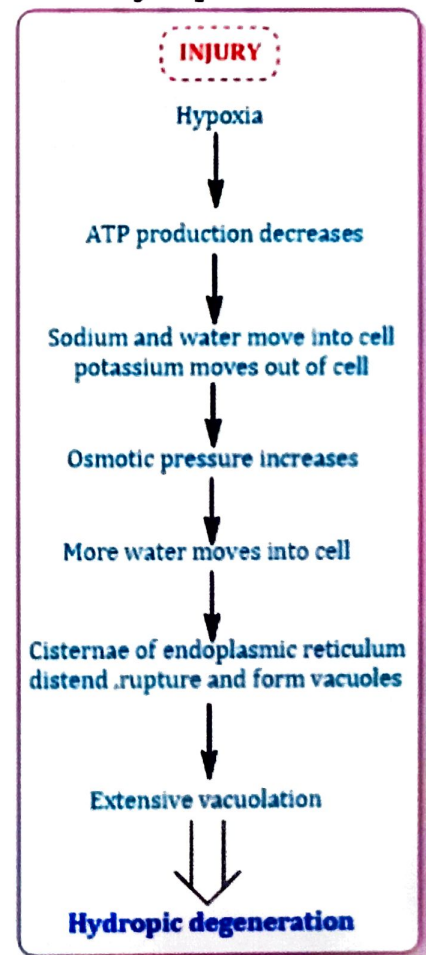 INJURY
Hypoxia
ATP production decreases
Sodium and water move into cell
potassium moves out of cell
Osmotic pressure increases
More water moves into cell
Cisternae of endoplasmic reticulum
distend .rupture and form vacuoles
Extensive vacuolation
Hydropic degeneration